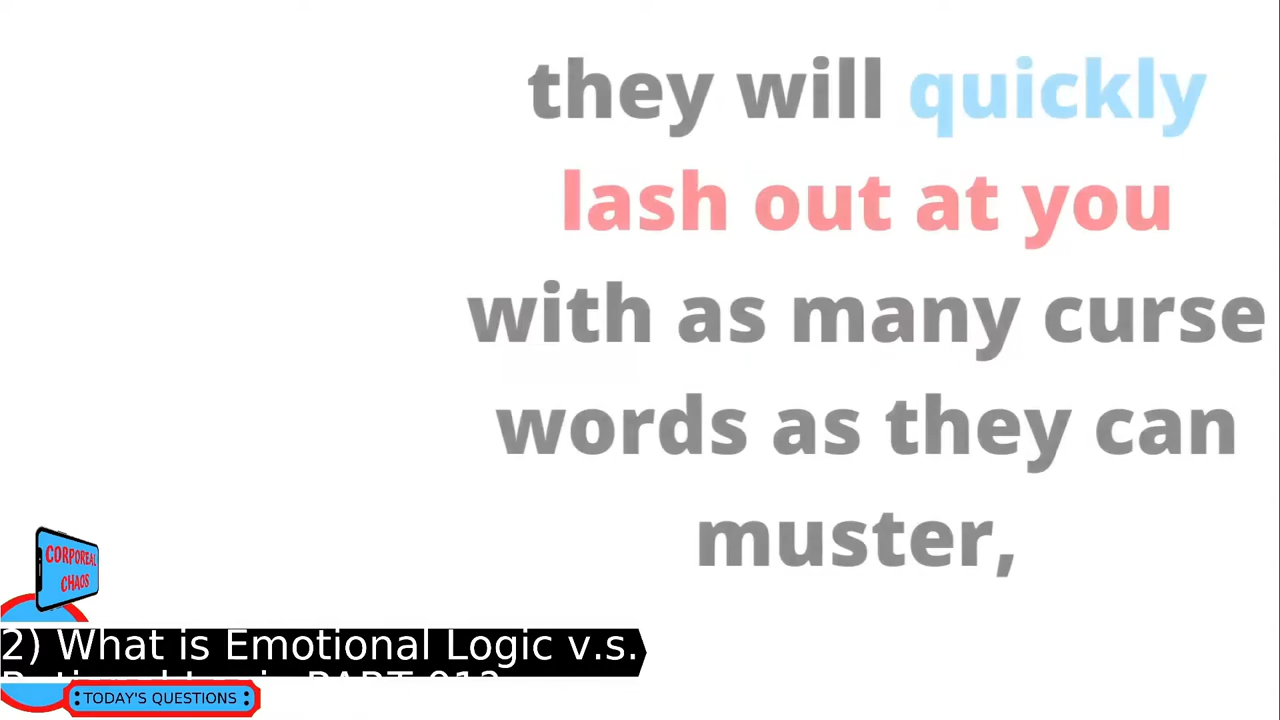 they will quickly
lash out at you
with as many curse
words as they can
muster,
CORPOREAL
CHAOS
2) What is Emotional Logic v.s.
TODAY'S QUESTIONS